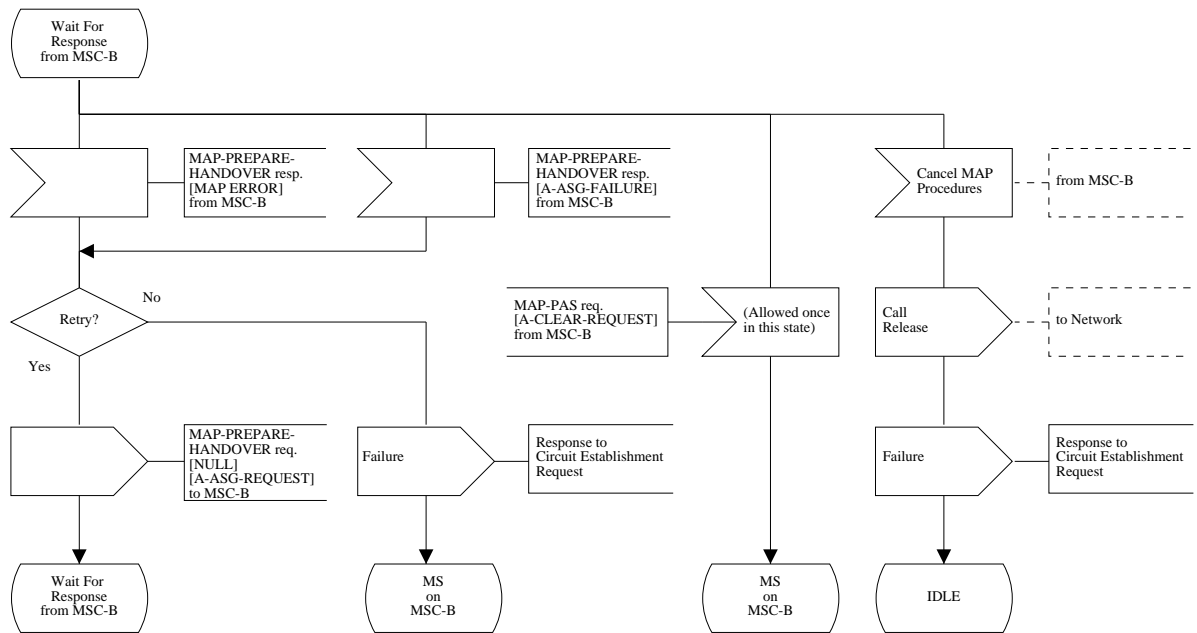 Wait For
Response
from MSC-B
MAP-PREPARE-
HANDOVER resp.
[MAP ERROR]
from MSC-B
MAP-PREPARE-
HANDOVER resp.
[A-ASG-FAILURE]
from MSC-B
Cancel MAP
Procedures
from MSC-B
Retry?
No
Yes
MAP-PAS req.
[A-CLEAR-REQUEST]
from MSC-B
(Allowed once
in this state)
Call
Release
to Network
MAP-PREPARE-
HANDOVER req.
[NULL]
[A-ASG-REQUEST]
to MSC-B
Failure
Response to
Circuit Establishment
Request
Failure
Response to
Circuit Establishment
Request
Wait For
Response
from MSC-B
MS
on
MSC-B
MS
on
MSC-B
IDLE